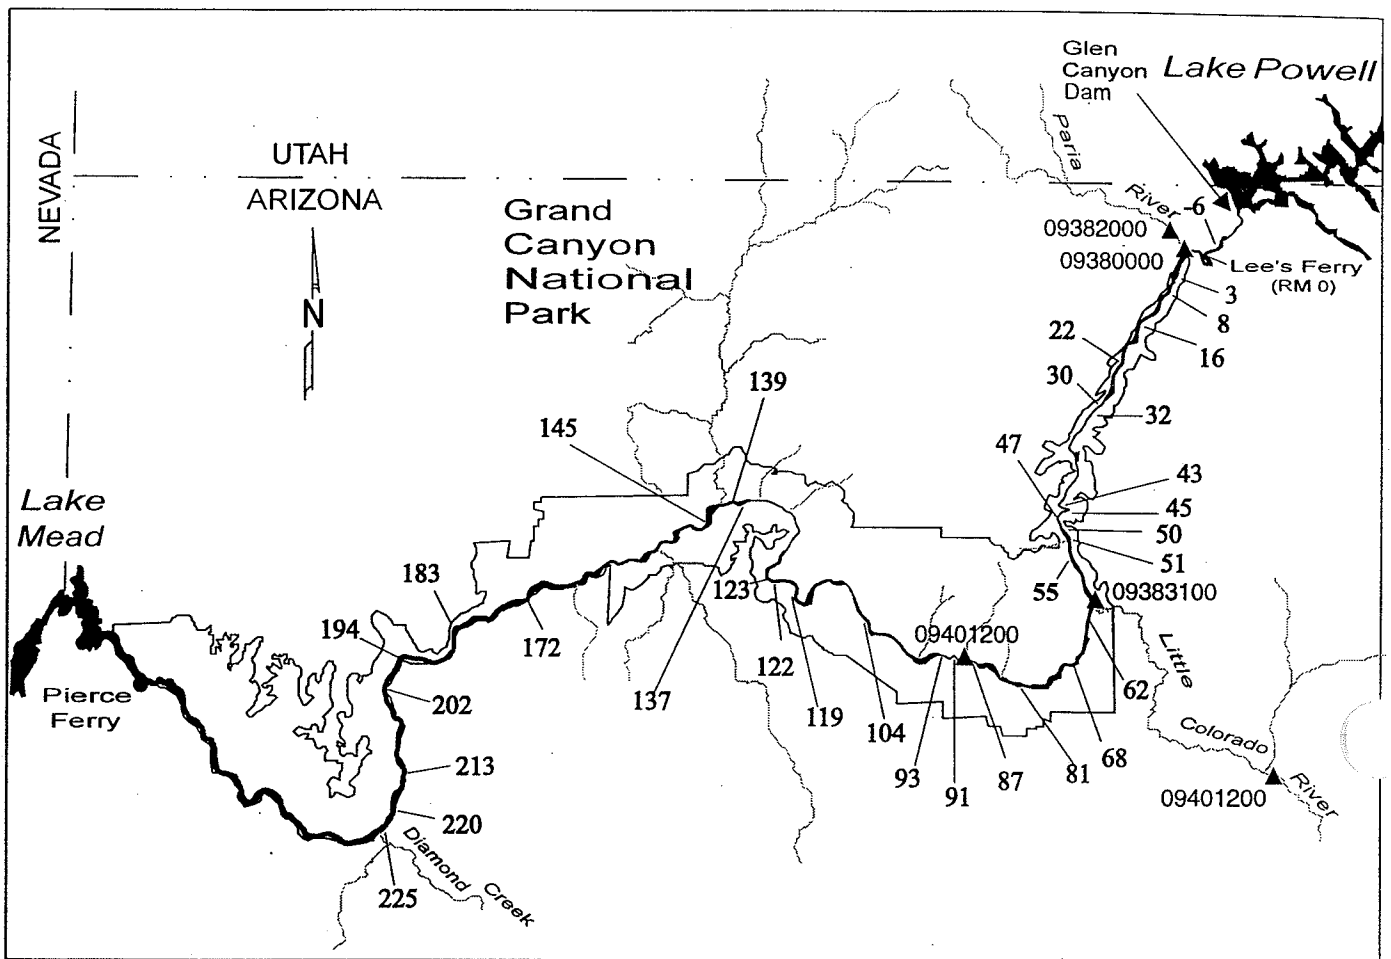 Glen
Canyon
Dam
Lake Powell
NEVADA
UTAH
ARIZONA
Paria
River
-6
Grand
Canyon
National
Park
09382000
09380000
Lee's Ferry
(RM 0)
N
3
8
16
22
30
32
139
145
47
43
45
50
51
55
Lake
Mead
183
123
09383100
194
172
09401200
Little
Pierce
Ferry
202
137
122
119
104
62
68
Colorado
213
93
91
87
81
River
09401200
220
Diamond Creek
225